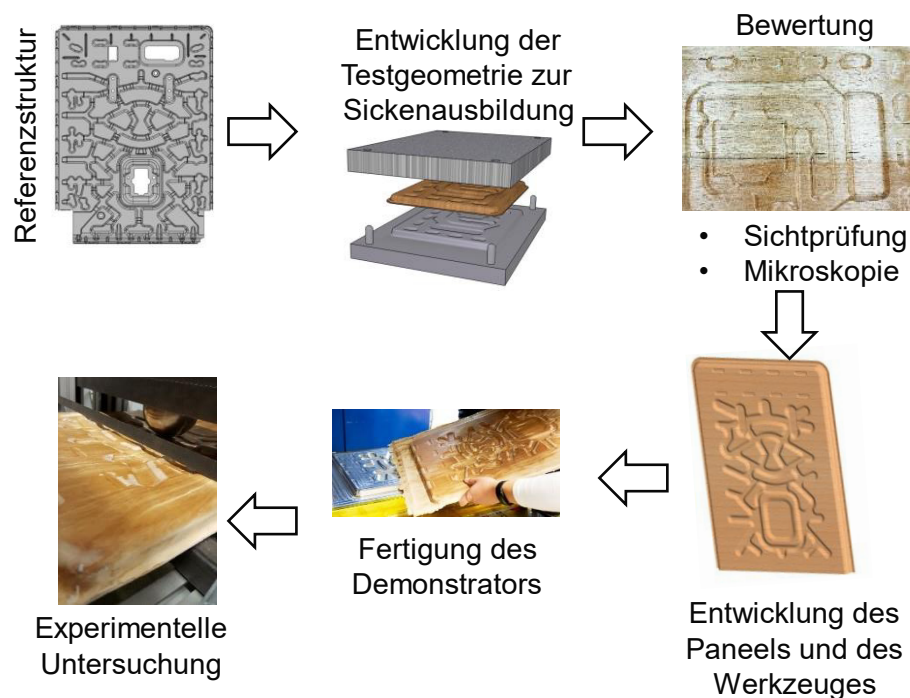 Referenzstruktur
Entwicklung der
Testgeometrie zur
Sickenausbildung
Bewertung
• Sichtprüfung
• Mikroskopie
Entwicklung des
Paneels und des
Werkzeuges
Fertigung des
Demonstrators
Experimentelle
Untersuchung